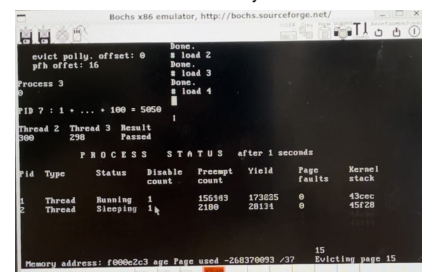 Bochs x86 emulator, http://bochs.sourceforge.net/
evict polly. offset: 0
pfh offet: 16
Process 3
0
Done.
# load 2
Done.
# load 3
Done.
# load 4
PID 7 : 1 + ... + 100 = 5050
Thread 2 Thread 3 Result
300 298 Passed
P R O C E S S S T A T U S after 1 seconds
Pid Type Status Disable count Preempt count Yield Page faults Kernel stack
1 Thread Running 1 173835 0 43cec
2 Thread Sleeping 1 2180 28134 0 45f28
15
Memory address: f000e2c3 age Page used -268370093 /37 Evicting page 15